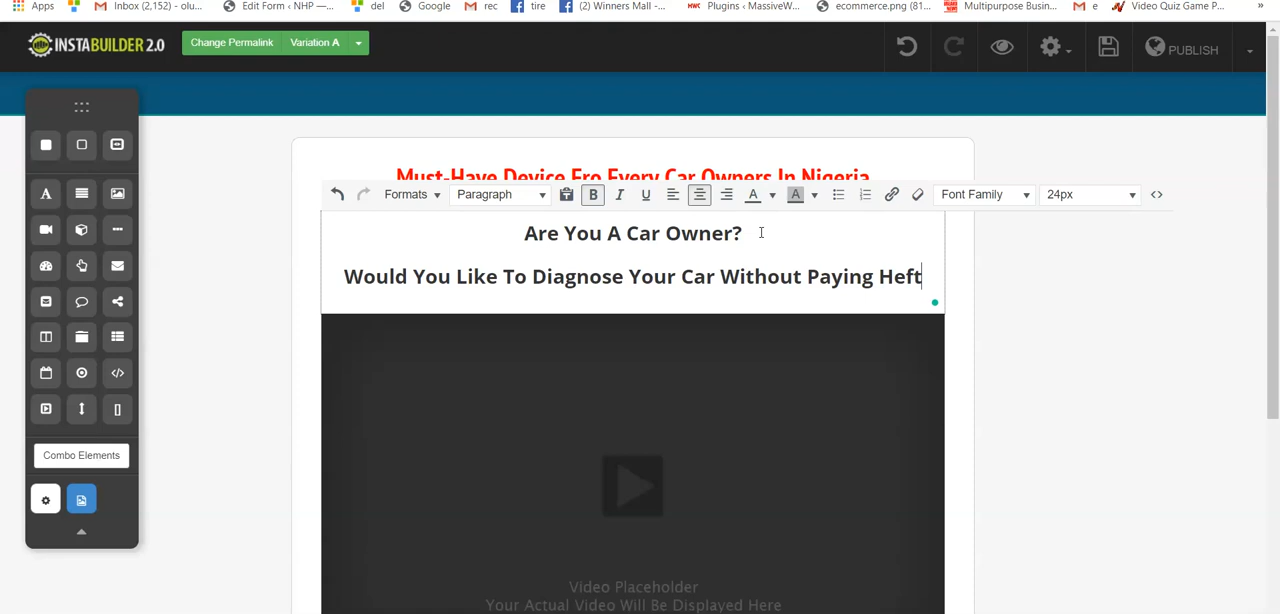 Apps
Inbox (2,152) - olu...
Edit Form ( NHP —...
del
Google
rec
tire
(2) Winners Mall -...
Plugins ‹ MassiveW...
ecommerce.png (81...
Multipurpose Busin...
e
Video Quiz Game P...
»
INSTABUILDER 2.0
Change Permalink
Variation A
PUBLISH
Must-Have Device Fro Every Car Owners In Nigeria
Formats
Paragraph
B
I
U
A
A
Font Family
24px
Are You A Car Owner?
Would You Like To Diagnose Your Car Without Paying Heft
A
Combo Elements
Video Placeholder
Your Actual Video Will Be Displayed Here